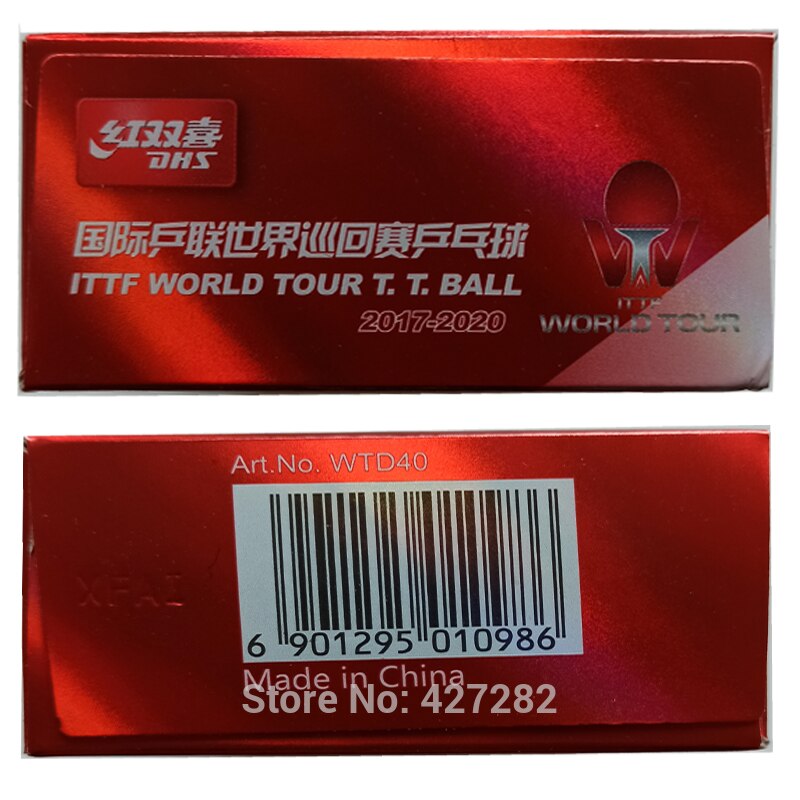 红双喜
DHS
国际乒联世界巡回赛乒乓球
ITTF WORLD TOUR T. T. BALL
2017-2020
ITTF
WORLD TOUR
Art.No. WTD40
XFAI
6 901295 010986
Made in China
Store No: 427282